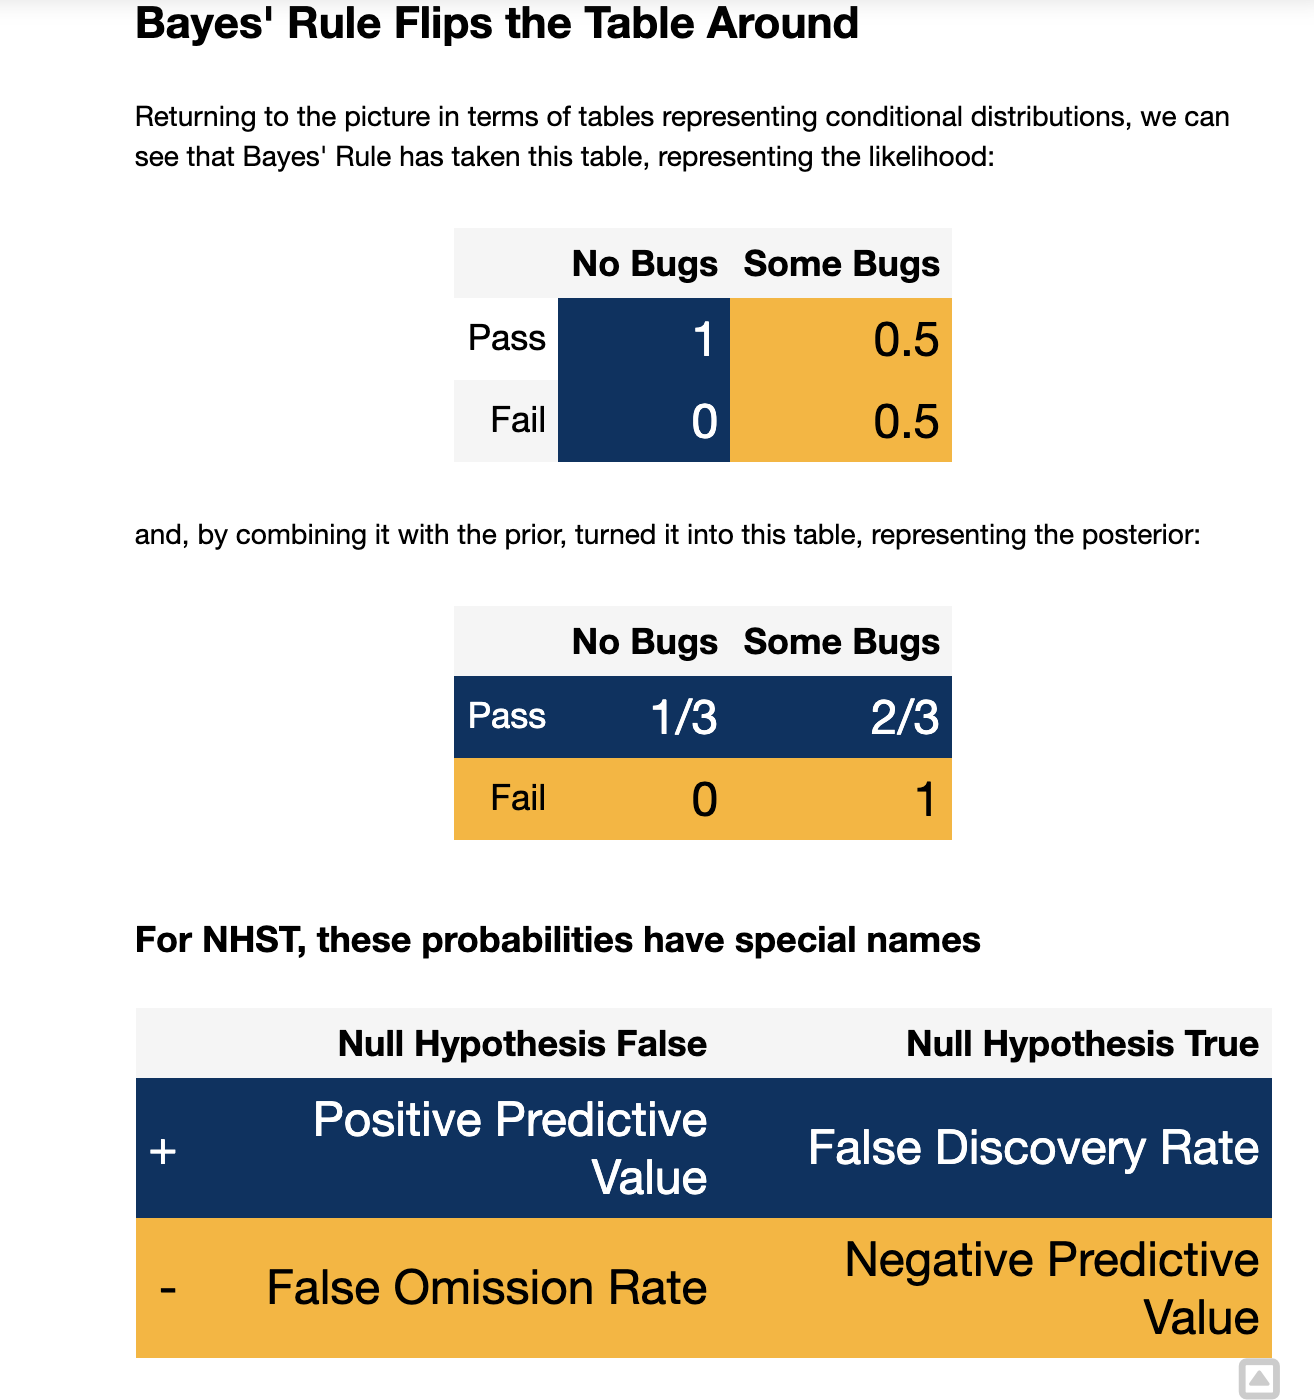 Bayes' Rule Flips the Table Around
Returning to the picture in terms of tables representing conditional distributions, we can
see that Bayes' Rule has taken this table, representing the likelihood:
No Bugs Some Bugs
Pass 1 0.5
Fail 0 0.5
and, by combining it with the prior, turned it into this table, representing the posterior:
No Bugs Some Bugs
Pass 1/3 2/3
Fail 0 1
For NHST, these probabilities have special names
Null Hypothesis False Null Hypothesis True
+ Positive Predictive Value False Discovery Rate
- False Omission Rate Negative Predictive Value